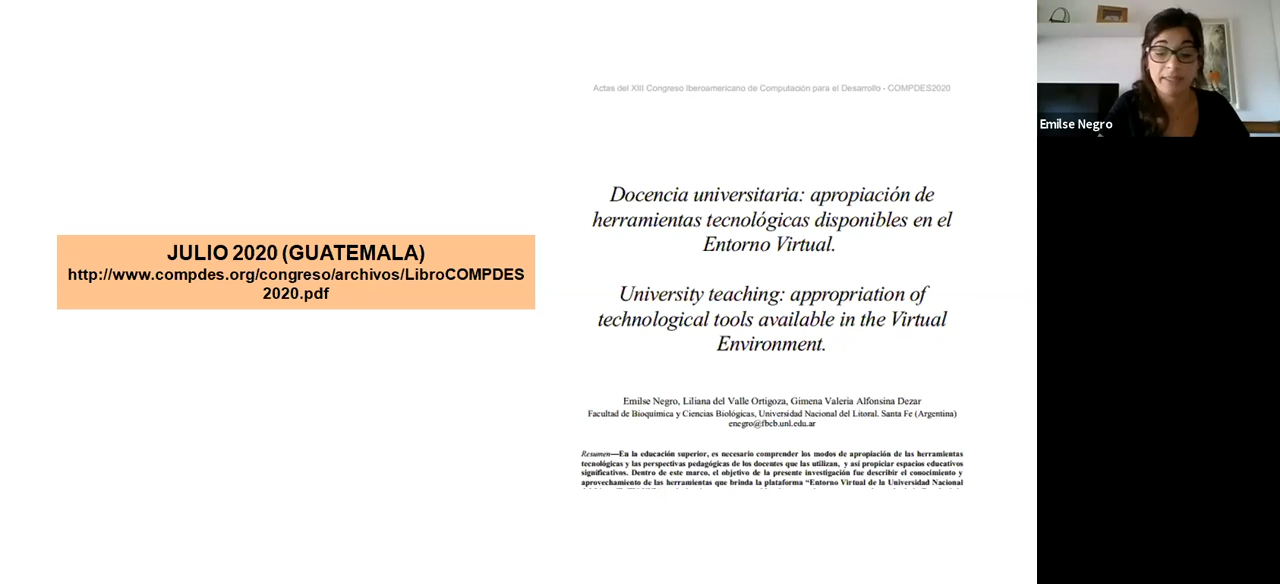 JULIO 2020 (GUATEMALA)
http://www.compdes.org/congreso/archivos/LibroCOMPDES
2020.pdf
Actas del XIII Congreso Iberoamericano de Computación para el Desarrollo - COMPDES2020
Docencia universitaria: apropiación de
herramientas tecnológicas disponibles en el
Entorno Virtual.
University teaching: appropriation of
technological tools available in the Virtual
Environment.
Emilse Negro, Liliana del Valle Ortigoza, Gimena Valeria Alfonsina Dezar
Facultad de Bioquímica y Ciencias Biológicas, Universidad Nacional del Litoral. Santa Fe (Argentina)
enegro@fbcb.unl.edu.ar
Resumen—En la educación superior, es necesario comprender los modos de apropiación de las herramientas
tecnológicas y las perspectivas pedagógicas de los docentes que las utilizan, y así propiciar espacios educativos
significativos. Dentro de este marco, el objetivo de la presente investigación fue describir el conocimiento y
aprovechamiento de las herramientas que brinda la plataforma “Entorno Virtual de la Universidad Nacional
Emilse Negro